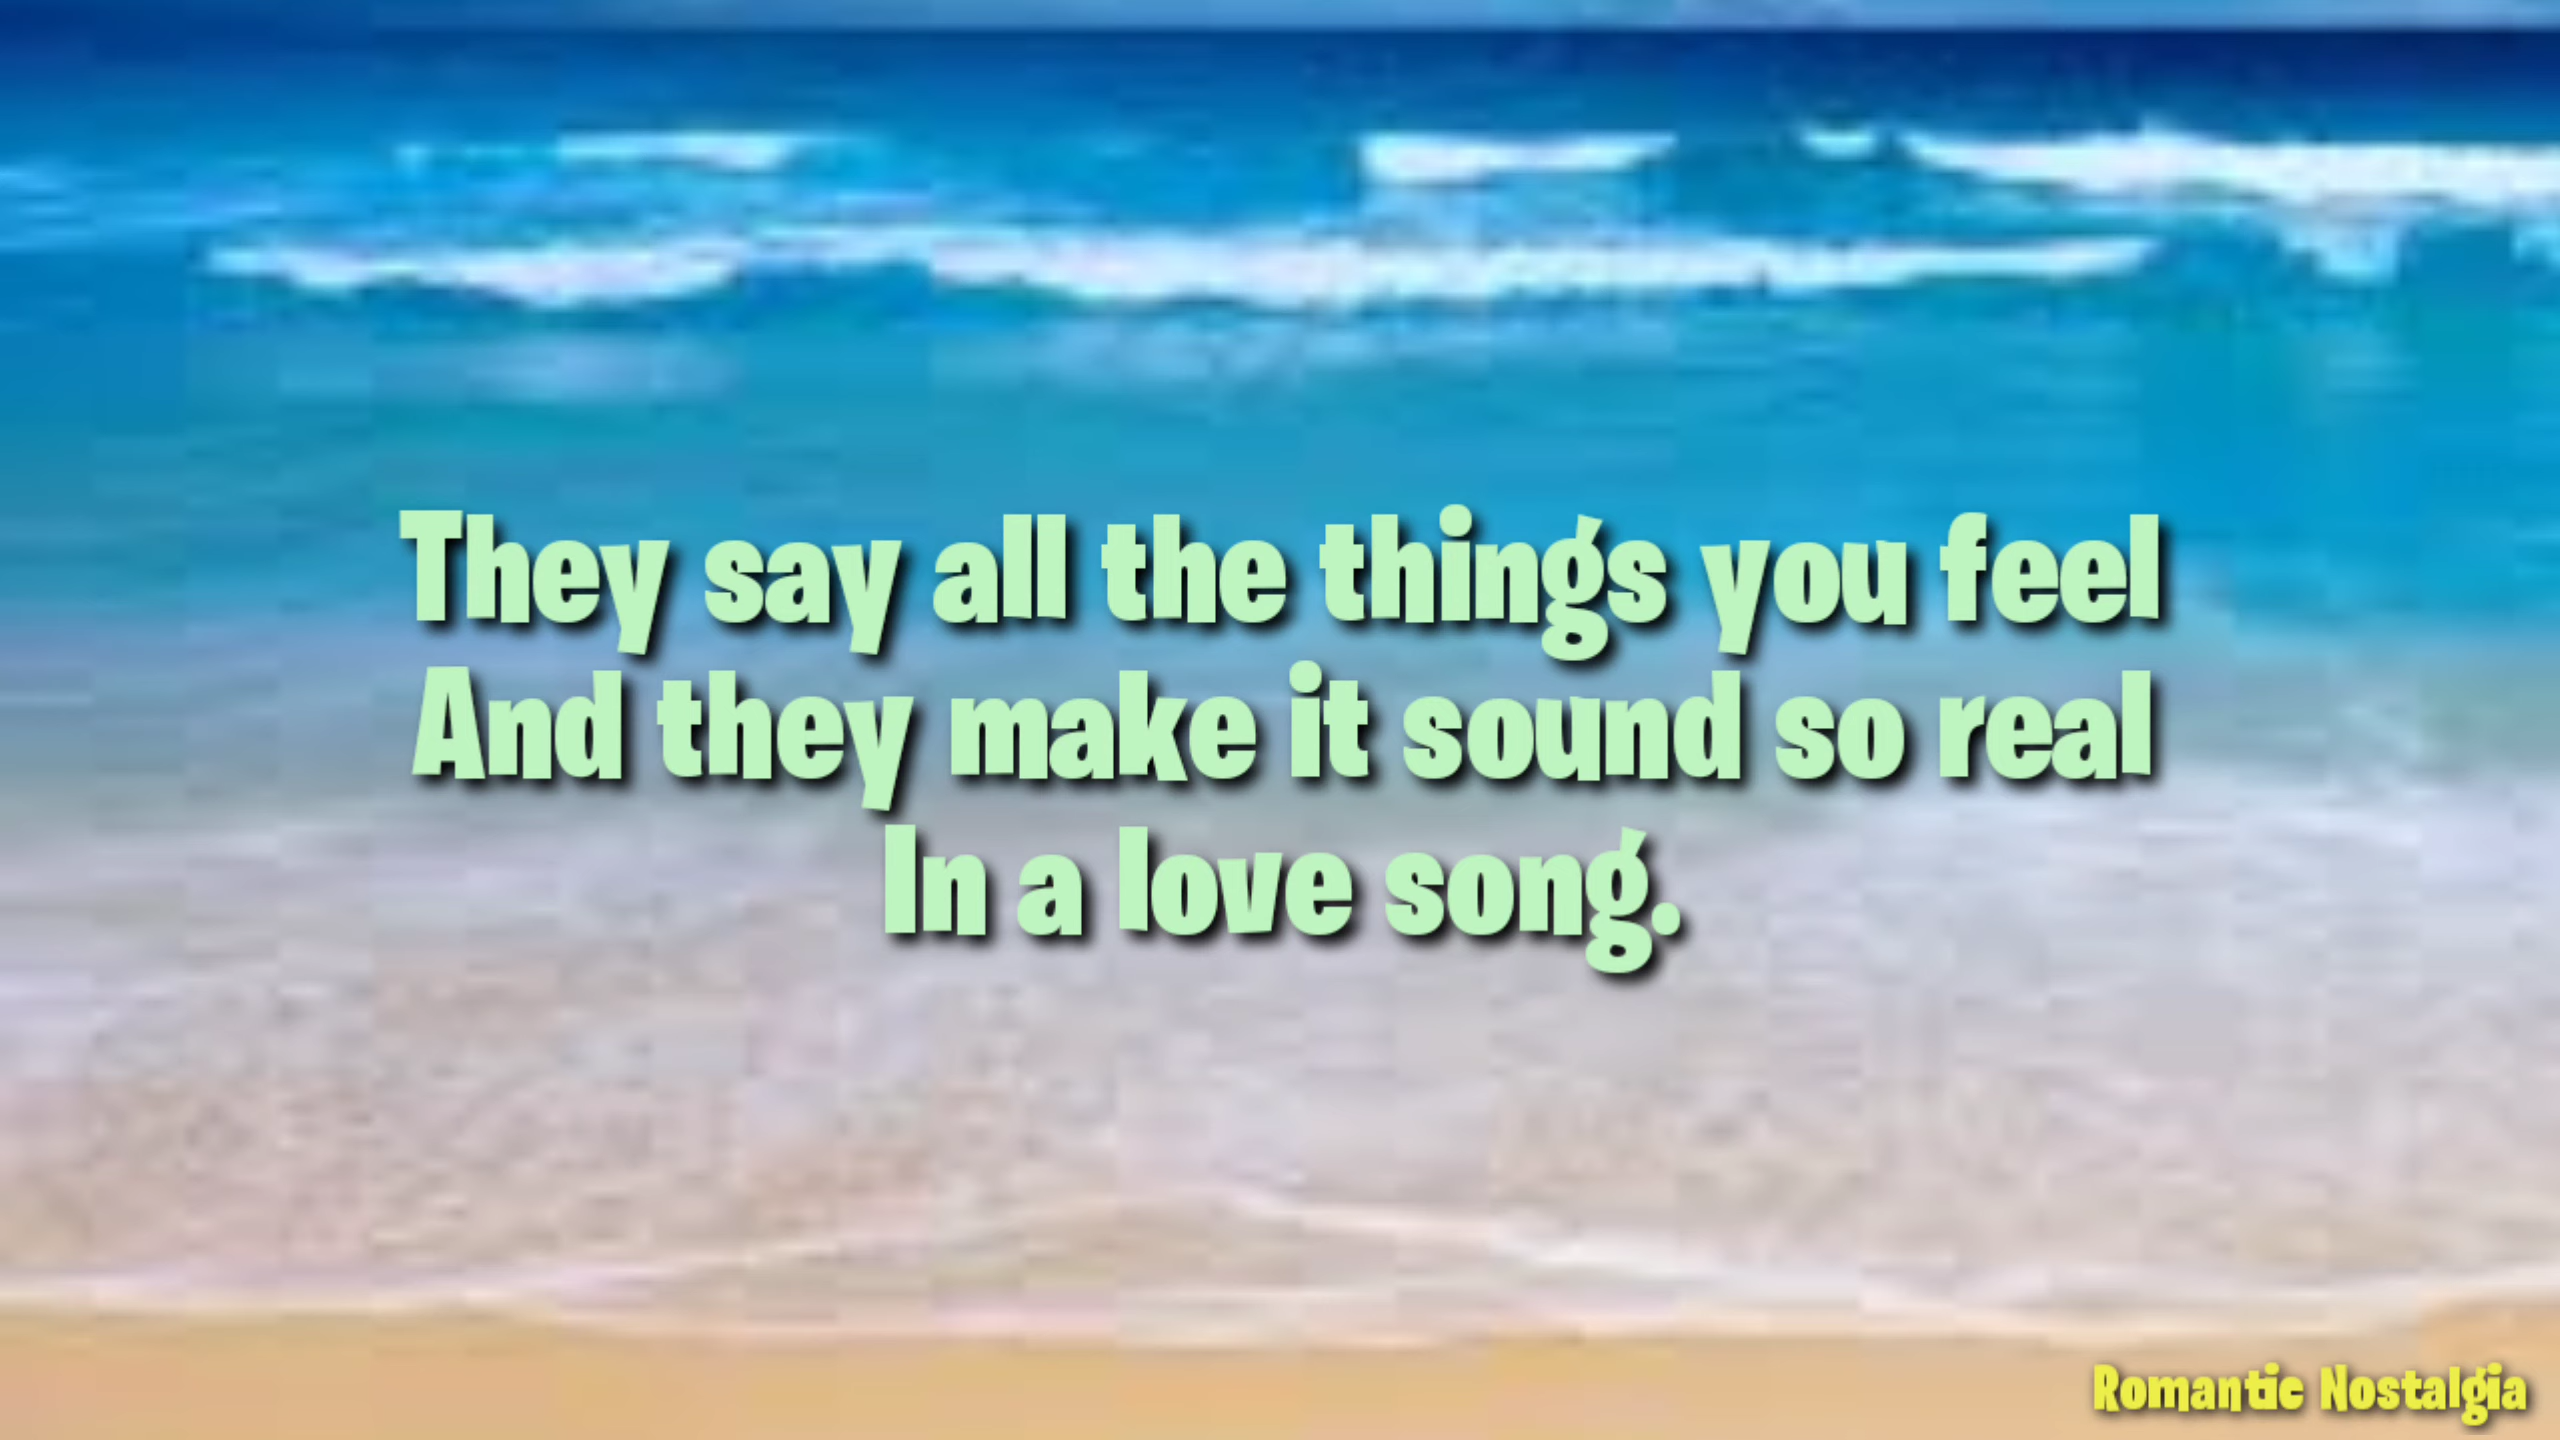 They say all the things you feel
And they make it sound so real
In a love song.
Romantic Nostalgia